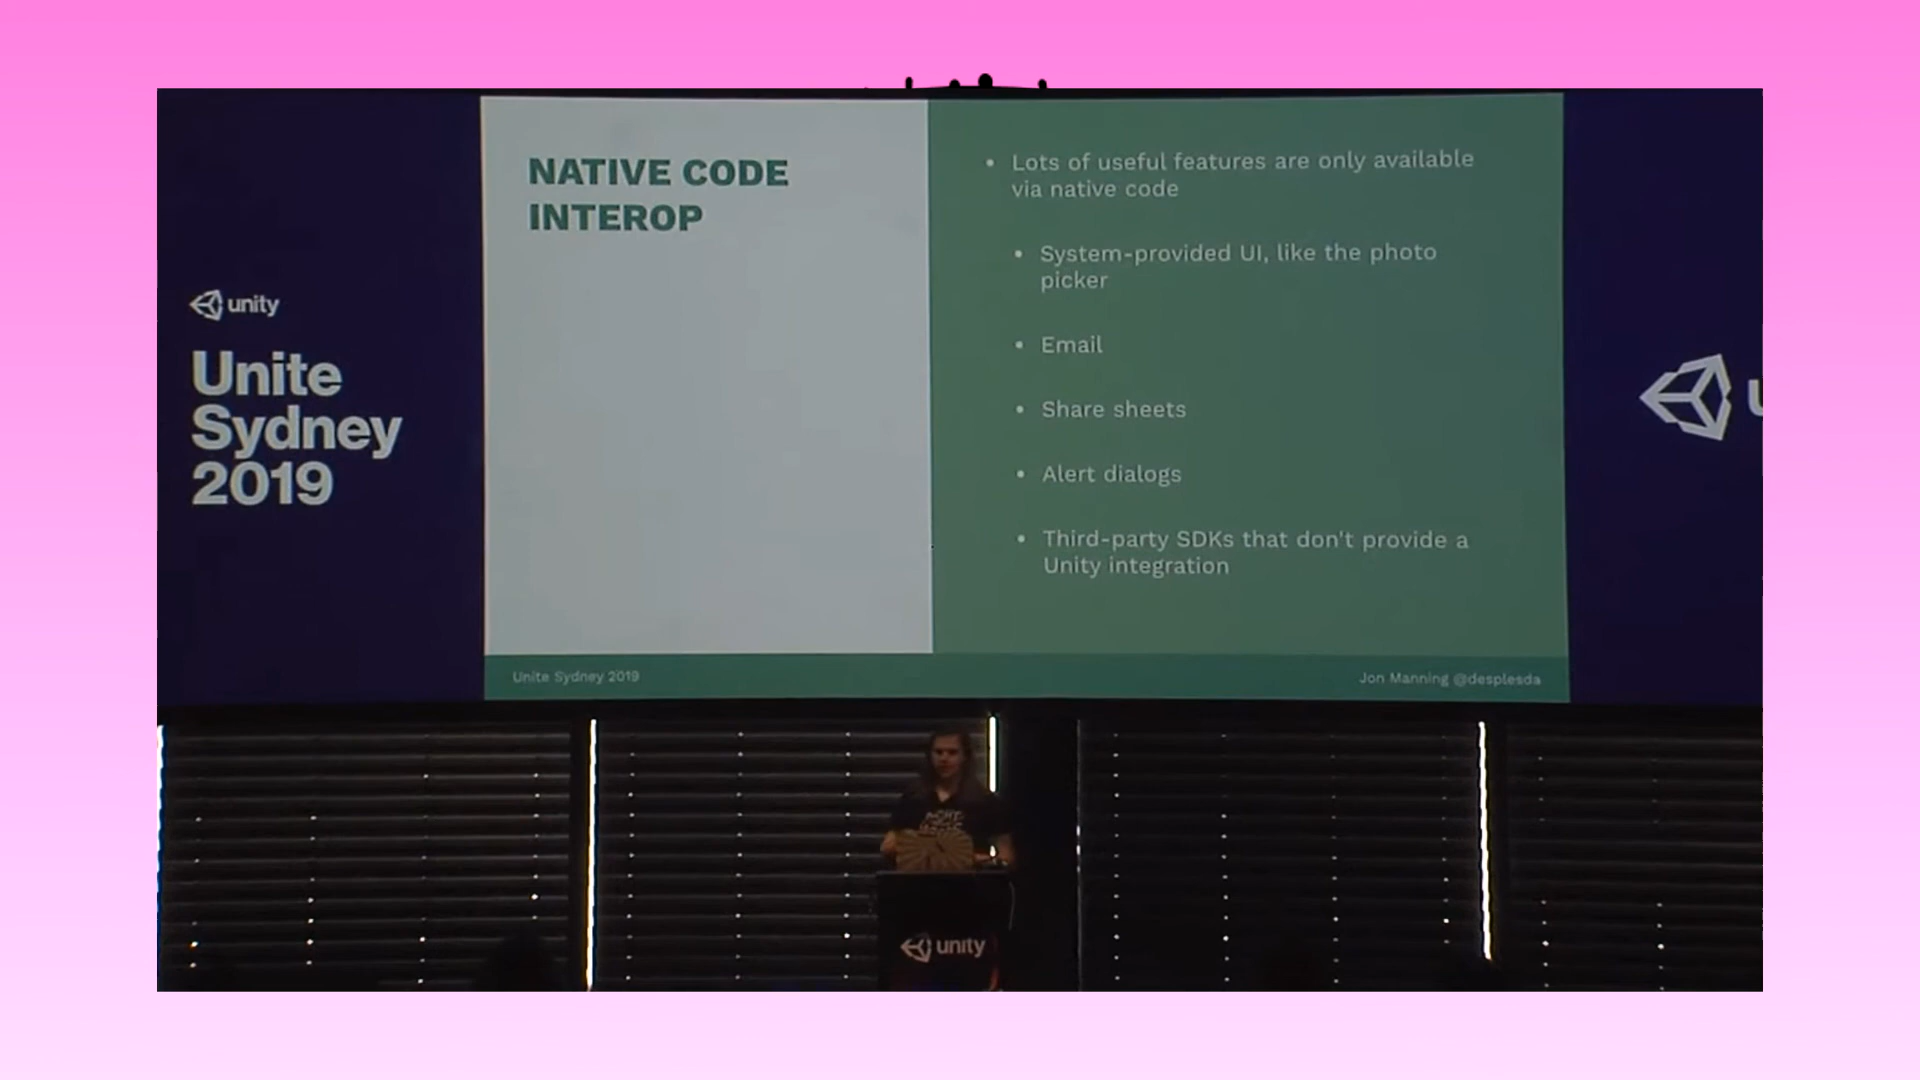 unity
Unite
Sydney
2019
NATIVE CODE
INTEROP
• Lots of useful features are only available
via native code
• System-provided UI, like the photo
picker
• Email
• Share sheets
• Alert dialogs
• Third-party SDKs that don't provide a
Unity integration
Unite Sydney 2019
Jon Manning @desplesda
unity